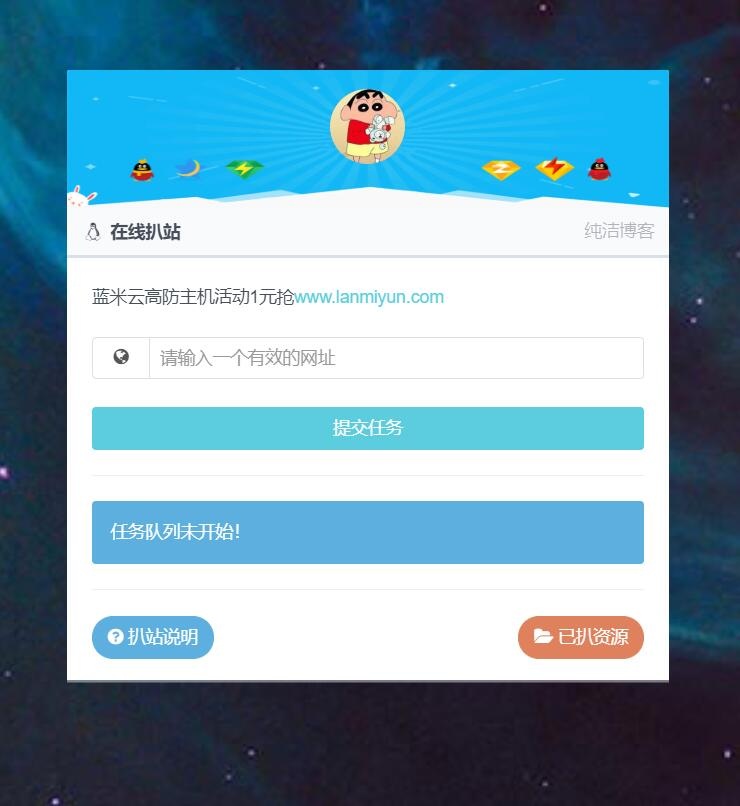 在线扒站
纯洁博客
蓝米云高防主机活动1元抢www.lanmiyun.com
请输入一个有效的网址
提交任务
任务队列未开始!
扒站说明
已扒资源